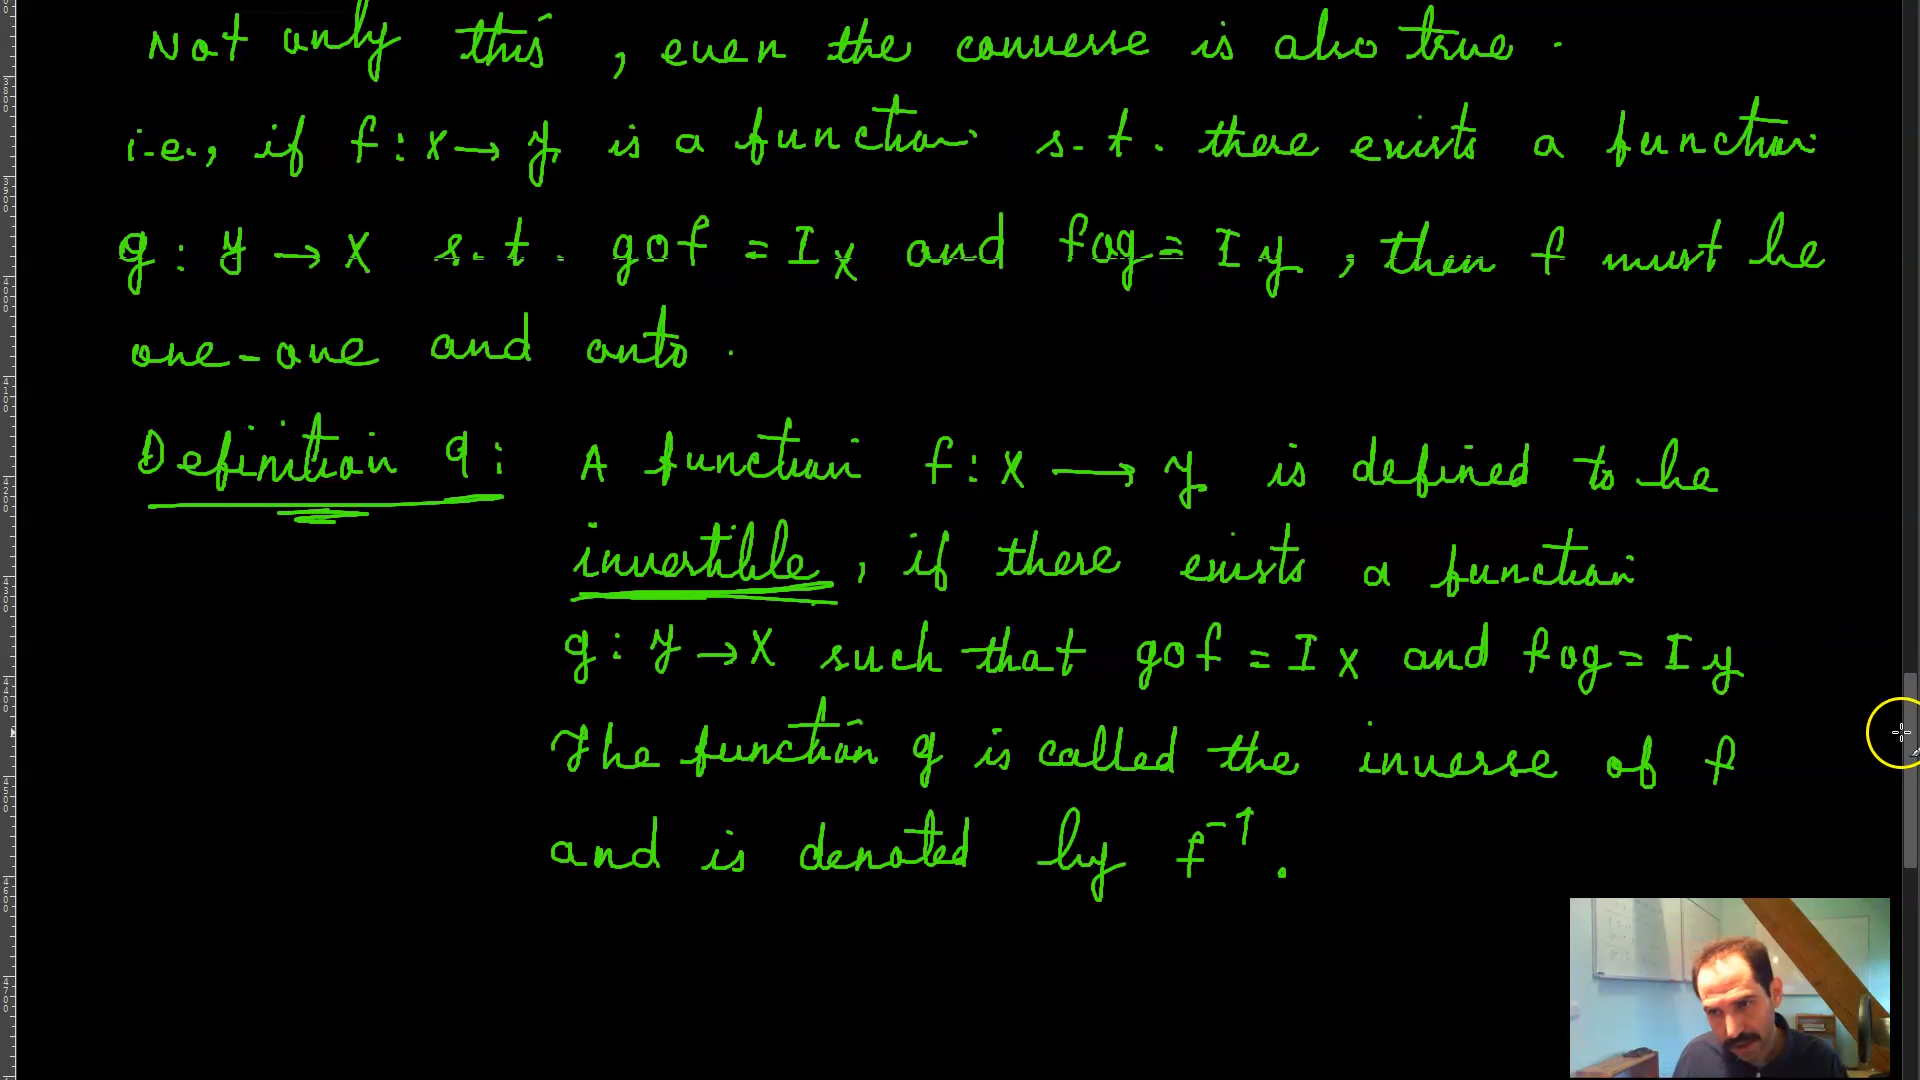 Not only this, even the converse is also true.
i.e., if f : X → Y is a function s.t. there exists a function
g : Y → X s.t. gof = I_X and fog = I_Y, then f must be
one-one and onto.
Definition 9: A function f : X → Y is defined to be
invertible, if there exists a function
g : Y → X such that gof = I_X and fog = I_Y
The function g is called the inverse of f
and is denoted by f⁻¹.